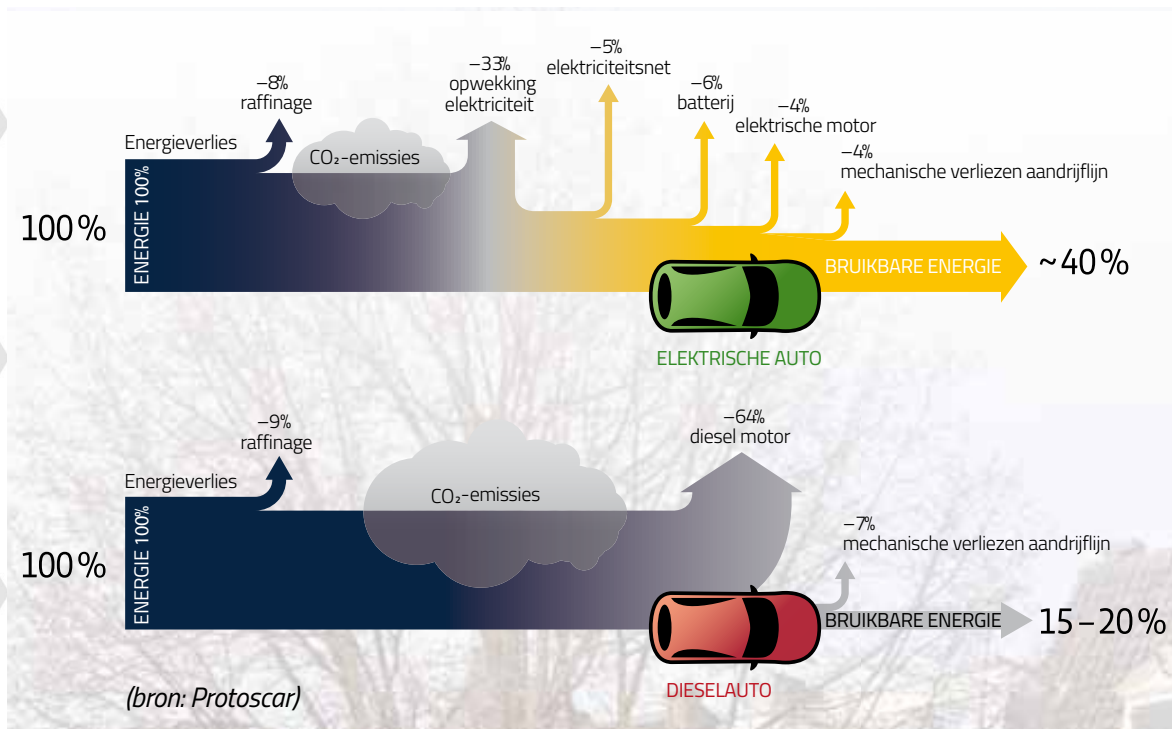 –5%
elektriciteitsnet
–33%
opwekking
elektriciteit
–6%
batterij
–8%
raffinage
–4%
elektrische motor
Energieverlies
CO₂-emissies
–4%
mechanische verliezen aandrijflijn
100%
ENERGIE 100%
BRUIKBARE ENERGIE
~40%
ELEKTRISCHE AUTO
–9%
raffinage
–64%
diesel motor
Energieverlies
CO₂-emissies
–7%
mechanische verliezen aandrijflijn
100%
ENERGIE 100%
BRUIKBARE ENERGIE
15–20%
DIESELAUTO
(bron: Protoscar)